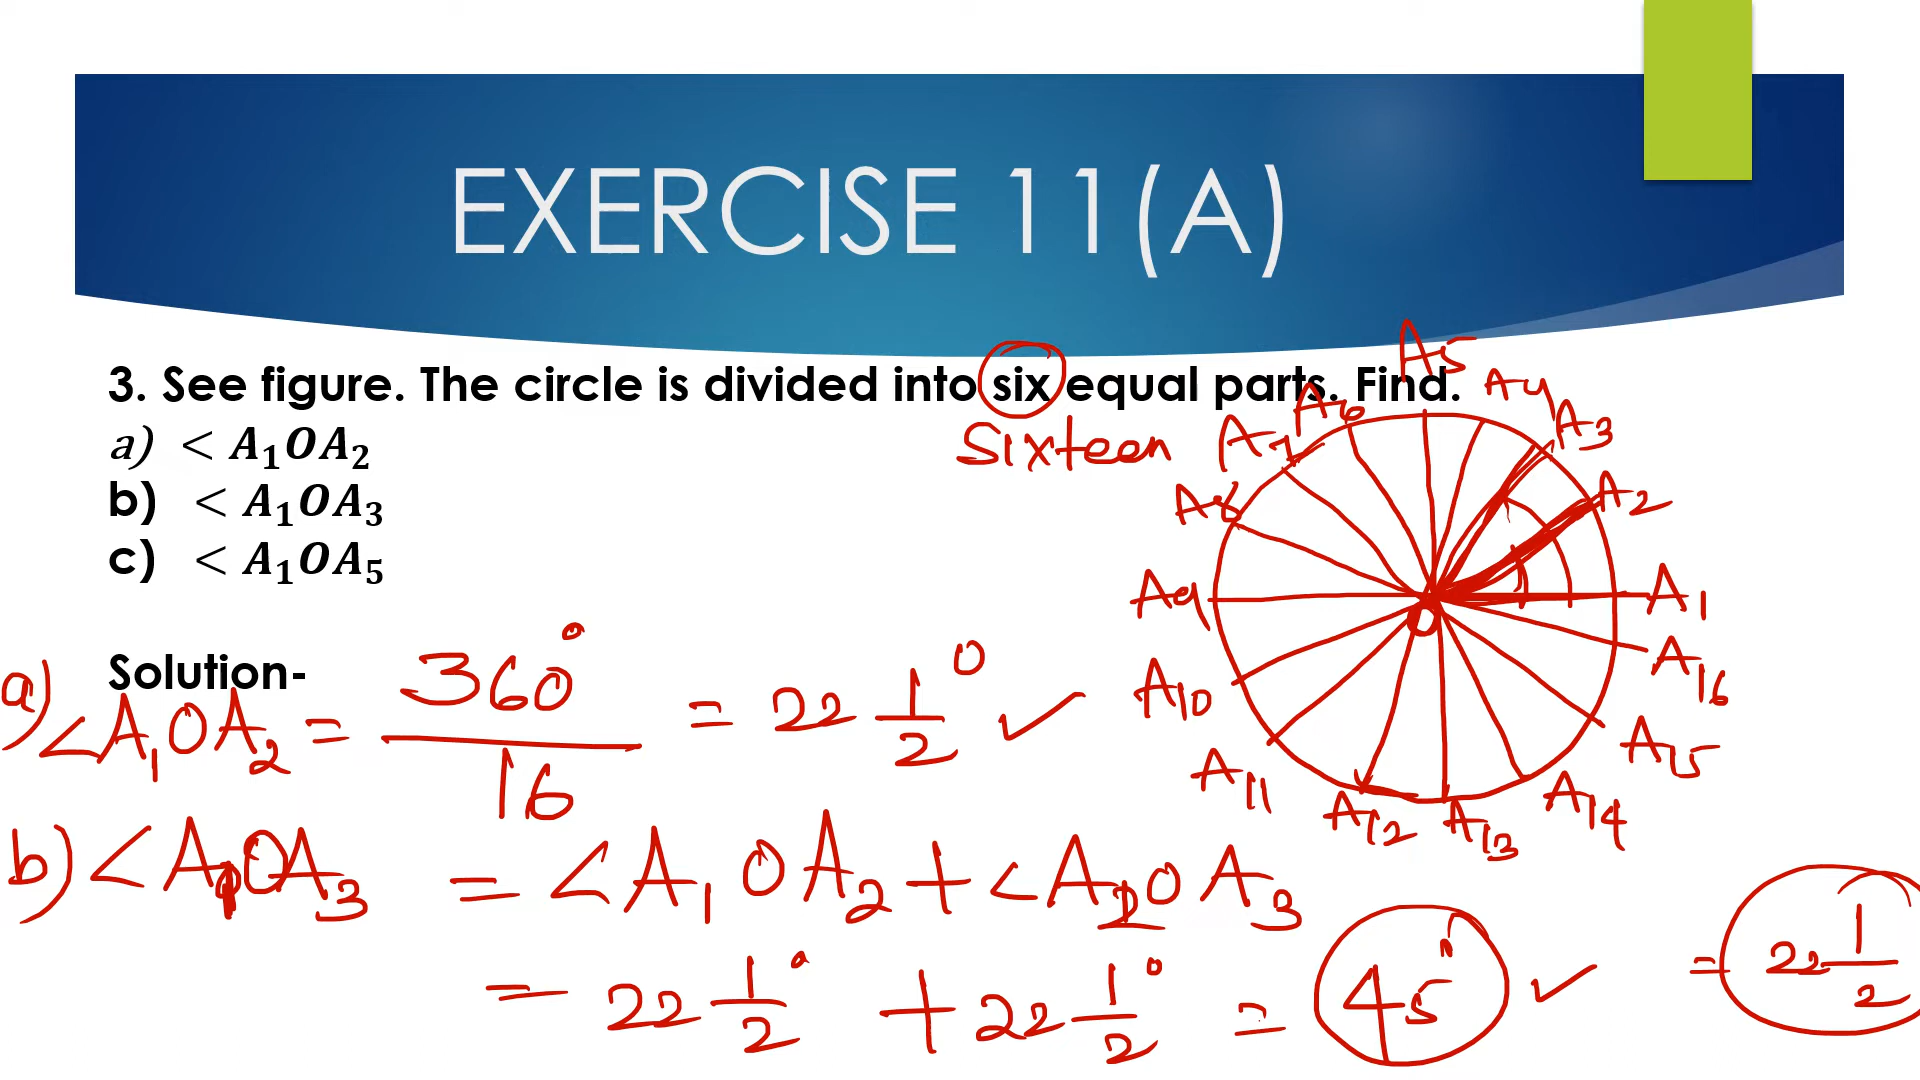 EXERCISE 11(A)
3. See figure. The circle is divided into six equal parts. Find.
sixteen
a) < A₁OA₂
b) < A₁OA₃
c) < A₁OA₅
Solution-
a) <A₁OA₂ = 360°/16 = 22 1/2° ✓
b) <A₁OA₃ = <A₁OA₂ + <A₂OA₃
= 22 1/2° + 22 1/2° = 45° ✓
= 22 1/2
A₅
A₄
A₃
A₆
A₇
A₂
A₈
A₉
O
A₁
A₁₆
A₁₀
A₁₅
A₁₁
A₁₂
A₁₃
A₁₄